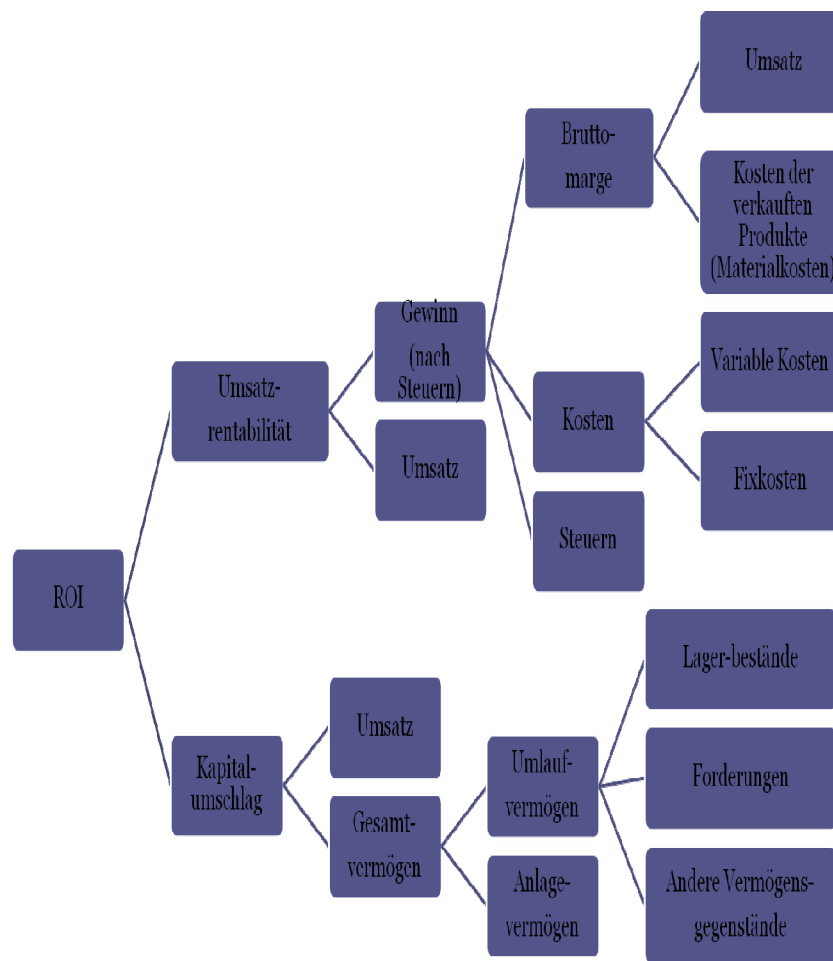 Umsatz
Brutto-
marge
Kosten der
verkauften
Produkte
(Materialkosten)
Gewinn
(nach
Steuern)
Umsatz-
rentabilität
Variable Kosten
Kosten
Umsatz
Fixkosten
Steuern
ROI
Lager-bestände
Umsatz
Kapital-
umschlag
Umlauf-
vermögen
Forderungen
Gesamt-
vermögen
Anlage-
vermögen
Andere Vermögens-
gegenstände